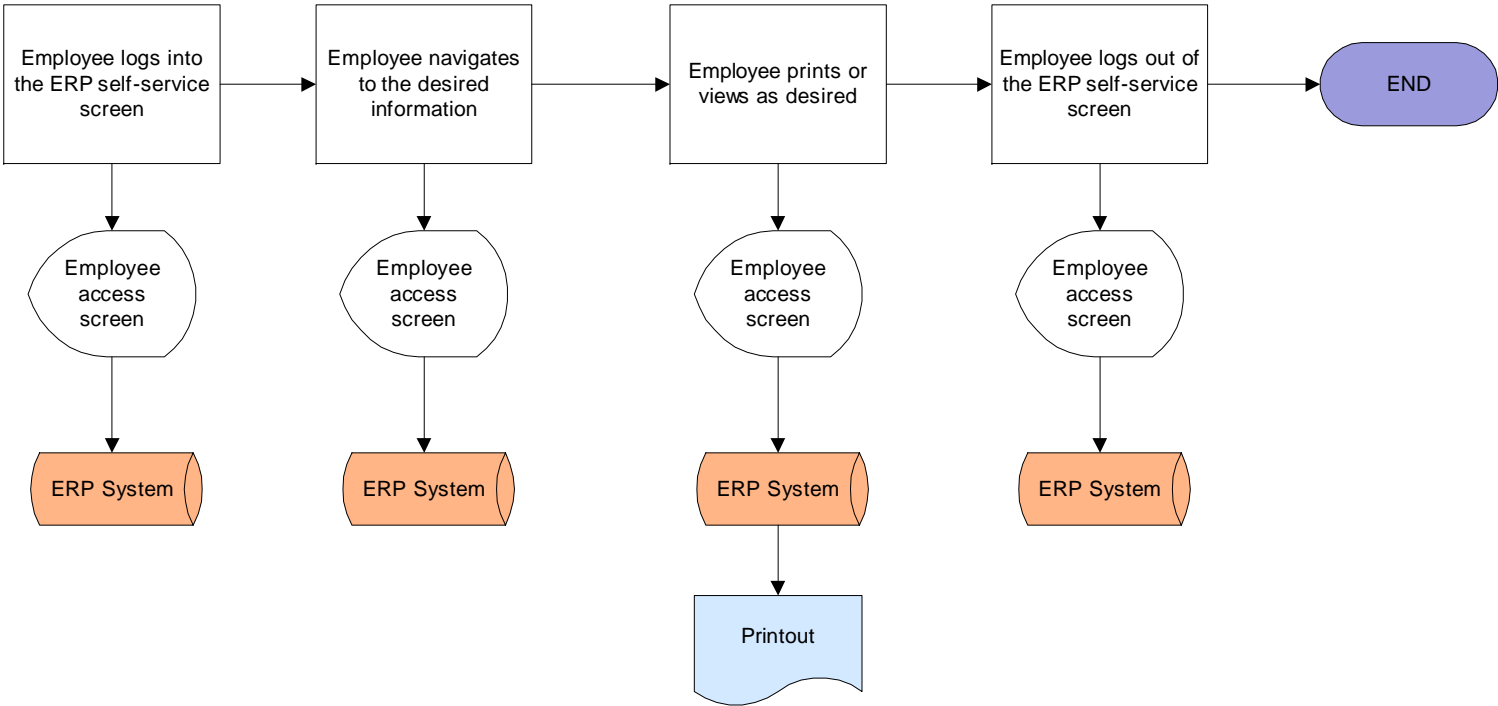 Employee logs into
the ERP self-service
screen
Employee navigates
to the desired
information
Employee prints or
views as desired
Employee logs out of
the ERP self-service
screen
END
Employee
access
screen
Employee
access
screen
Employee
access
screen
Employee
access
screen
ERP System
ERP System
ERP System
ERP System
Printout